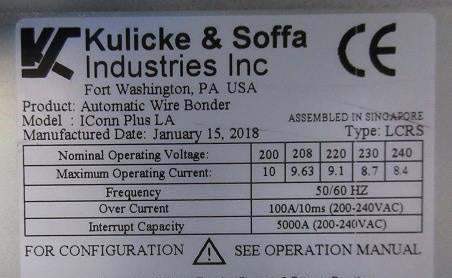 Kulicke & Soffa
Industries Inc
CE
Fort Washington, PA USA
Product: Automatic Wire Bonder
Model : IConn Plus LA
ASSEMBLED IN SINGAPORE
Manufactured Date: January 15, 2018
Type: LCRS
Nominal Operating Voltage: 200 208 220 230 240
Maximum Operating Current: 10 9.63 9.1 8.7 8.4
Frequency 50/60 HZ
Over Current 100A/10ms (200-240VAC)
Interrupt Capacity 5000A (200-240VAC)
FOR CONFIGURATION ! SEE OPERATION MANUAL